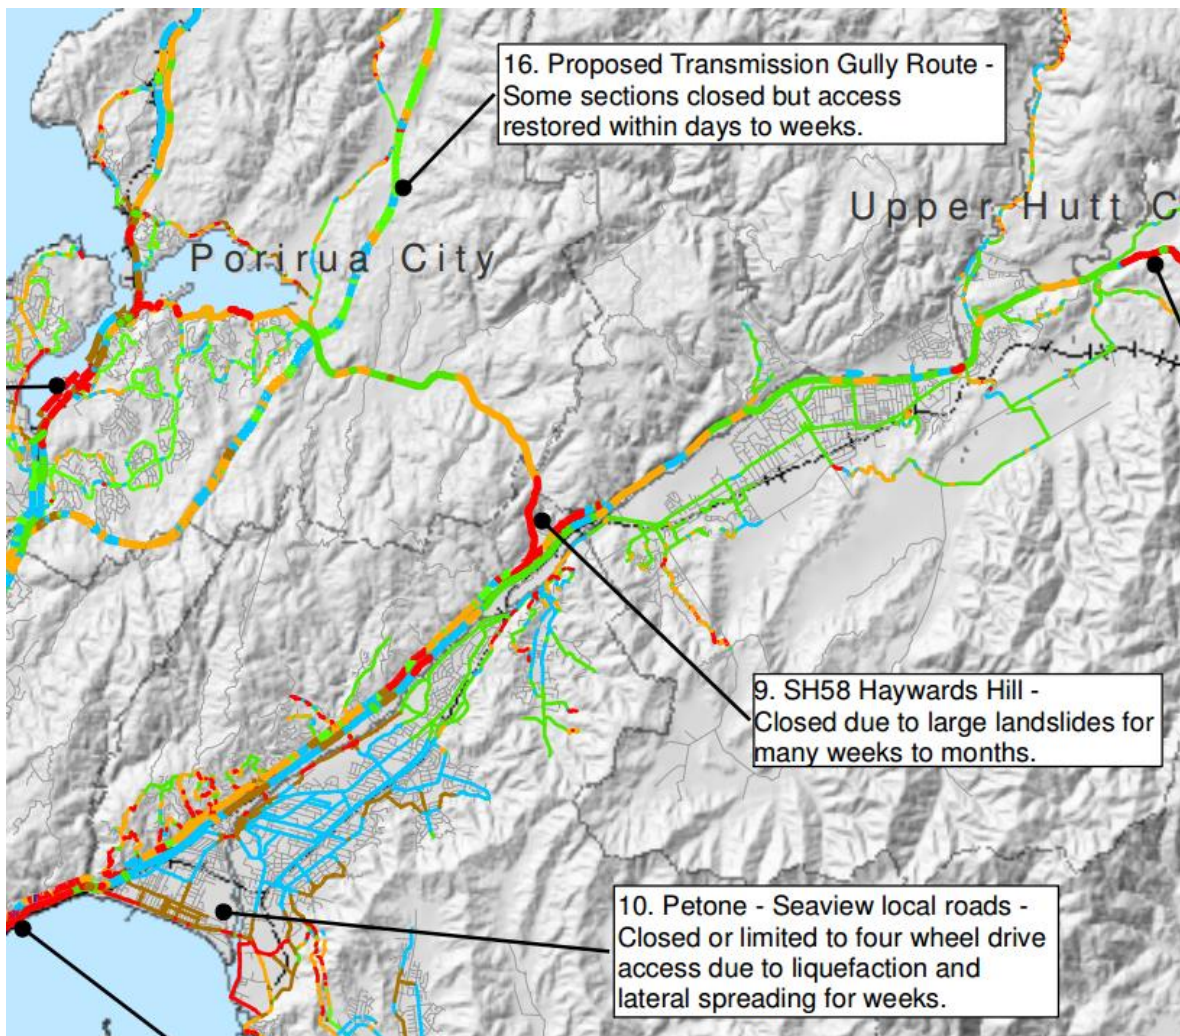 16. Proposed Transmission Gully Route -
Some sections closed but access
restored within days to weeks.
Upper Hutt C
Porirua City
9. SH58 Haywards Hill -
Closed due to large landslides for
many weeks to months.
10. Petone - Seaview local roads -
Closed or limited to four wheel drive
access due to liquefaction and
lateral spreading for weeks.